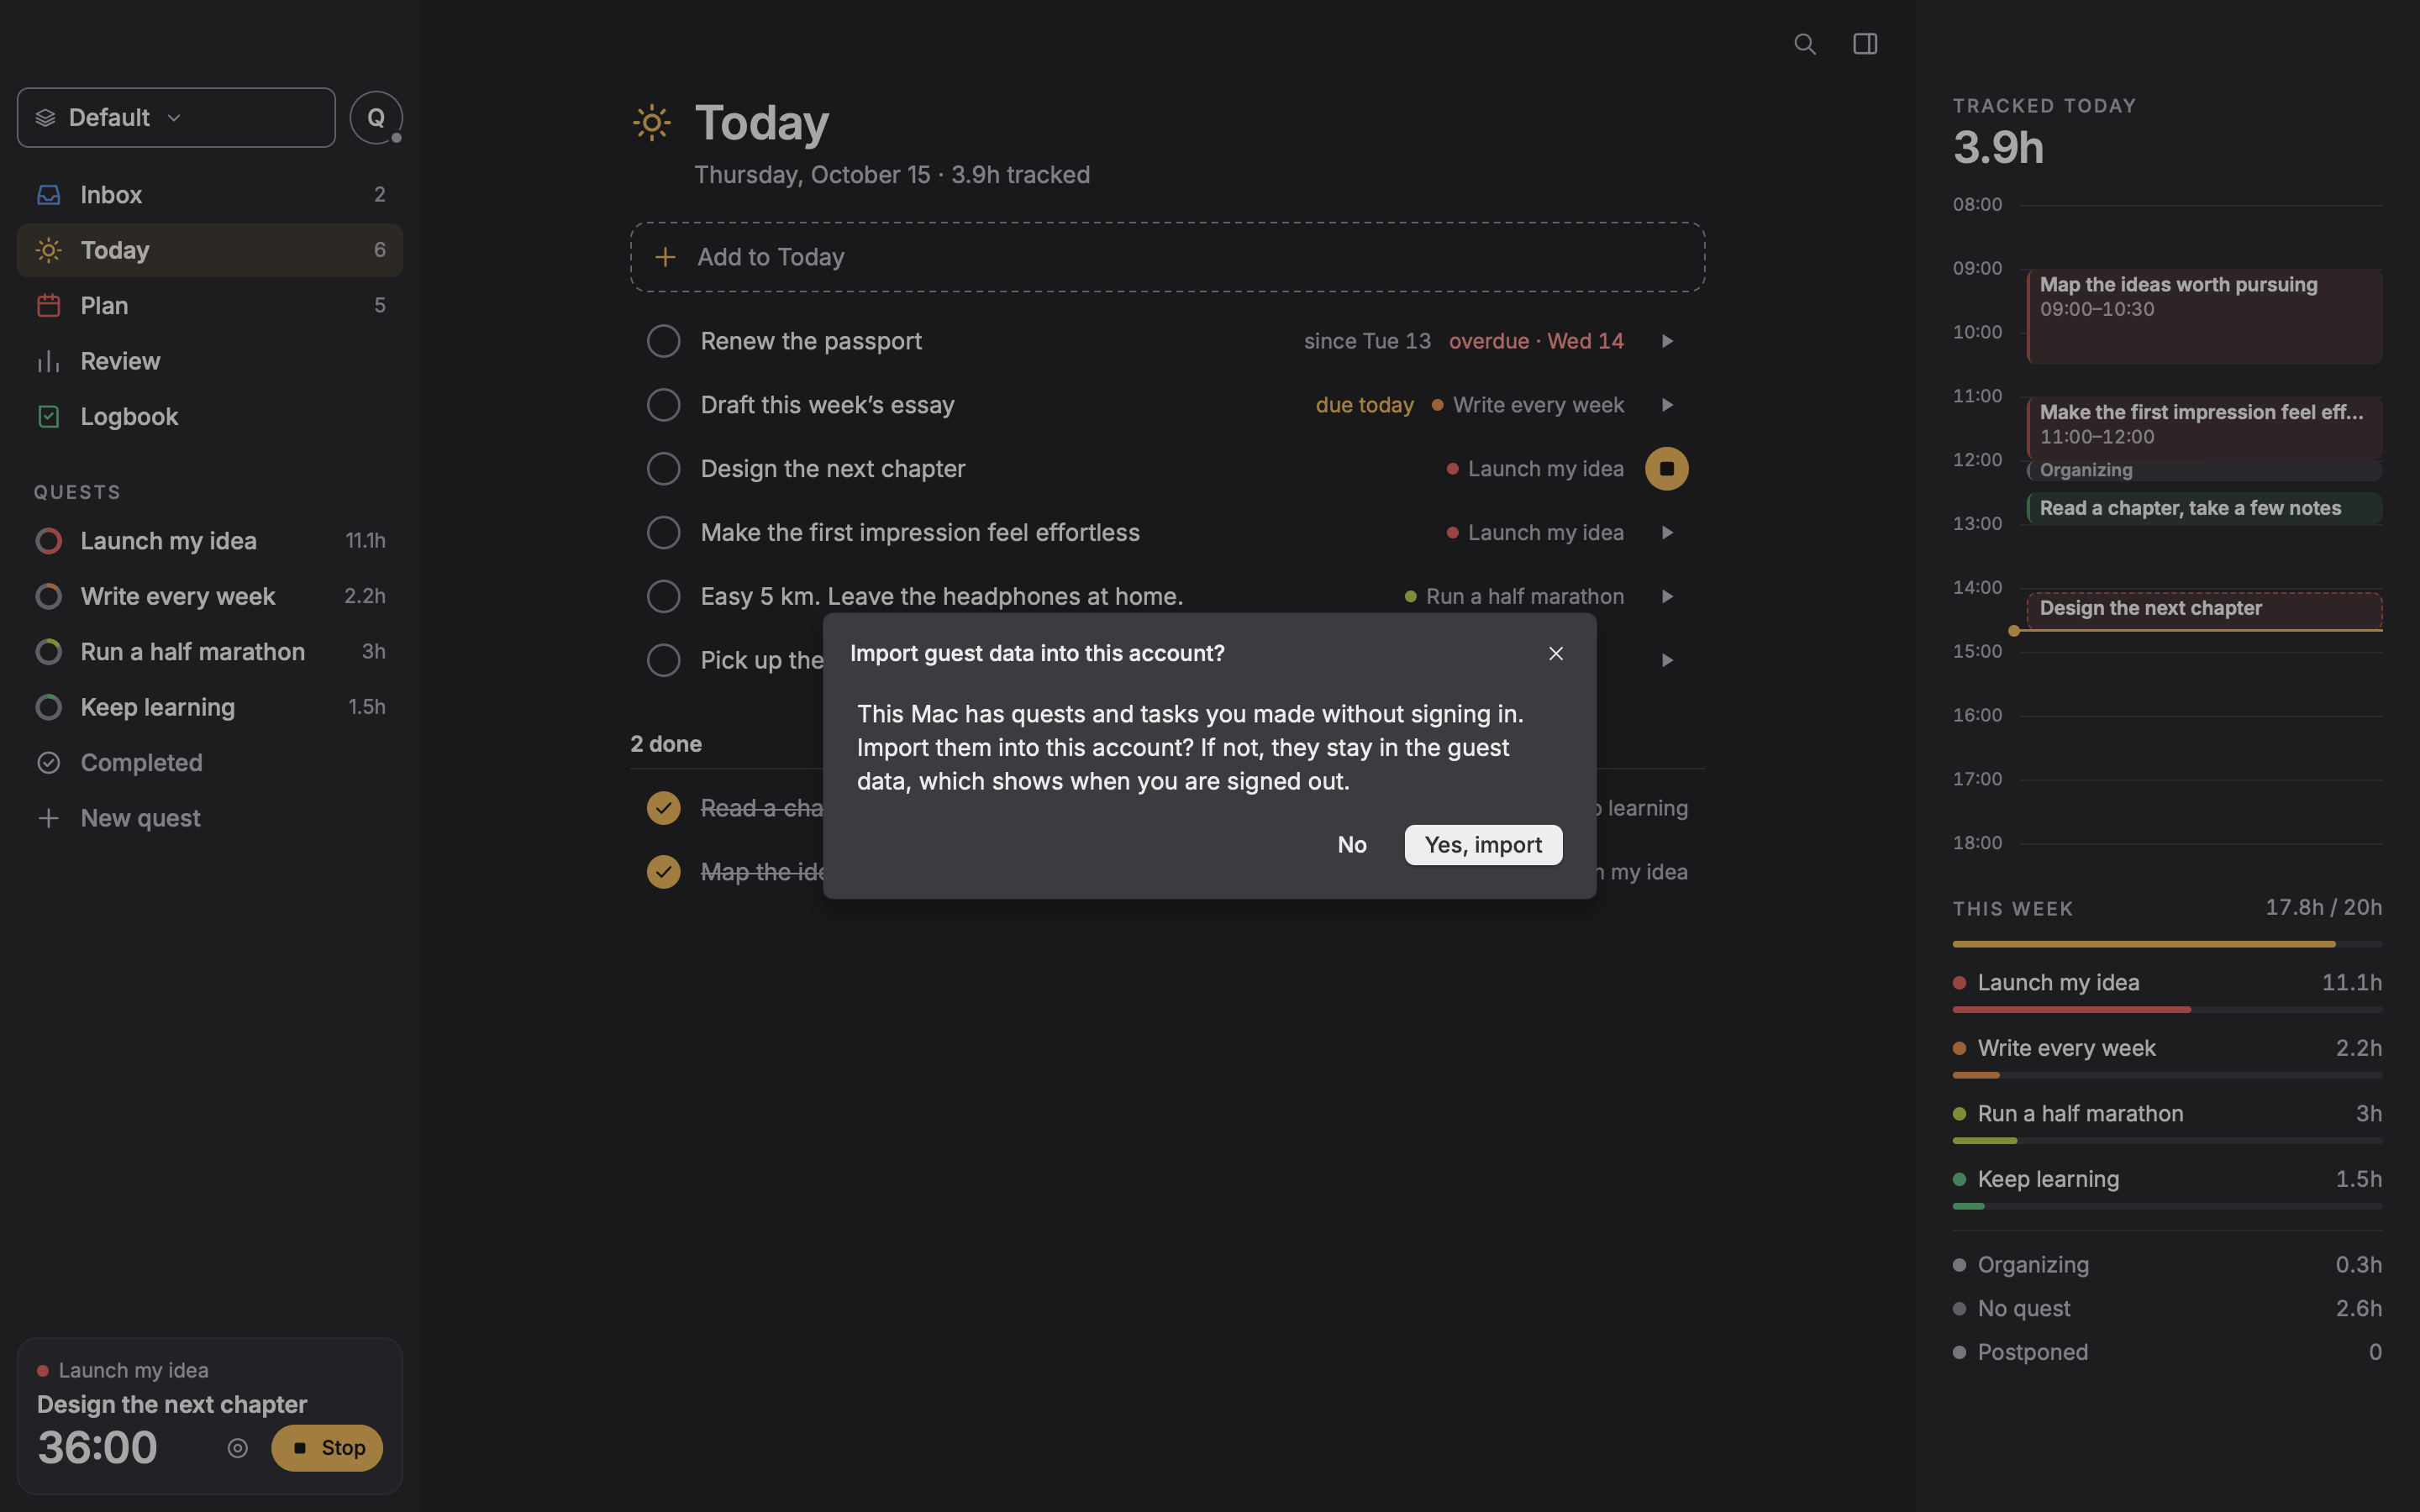 Default
Q
Inbox 2
Today 6
Plan 5
Review
Logbook
QUESTS
Launch my idea 11.1h
Write every week 2.2h
Run a half marathon 3h
Keep learning 1.5h
Completed
New quest
Launch my idea
Design the next chapter
36:00 Stop
Today
Thursday, October 15 · 3.9h tracked
Add to Today
Renew the passport since Tue 13 overdue · Wed 14
Draft this week’s essay due today Write every week
Design the next chapter Launch my idea
Make the first impression feel effortless Launch my idea
Easy 5 km. Leave the headphones at home. Run a half marathon
Pick up the
2 done
Read a cha learning
Map the ide my idea
Import guest data into this account?
This Mac has quests and tasks you made without signing in.
Import them into this account? If not, they stay in the guest
data, which shows when you are signed out.
No Yes, import
TRACKED TODAY
3.9h
08:00
09:00
Map the ideas worth pursuing
09:00–10:30
10:00
11:00
Make the first impression feel eff...
11:00–12:00
12:00
Organizing
Read a chapter, take a few notes
13:00
14:00
Design the next chapter
15:00
16:00
17:00
18:00
THIS WEEK 17.8h / 20h
Launch my idea 11.1h
Write every week 2.2h
Run a half marathon 3h
Keep learning 1.5h
Organizing 0.3h
No quest 2.6h
Postponed 0